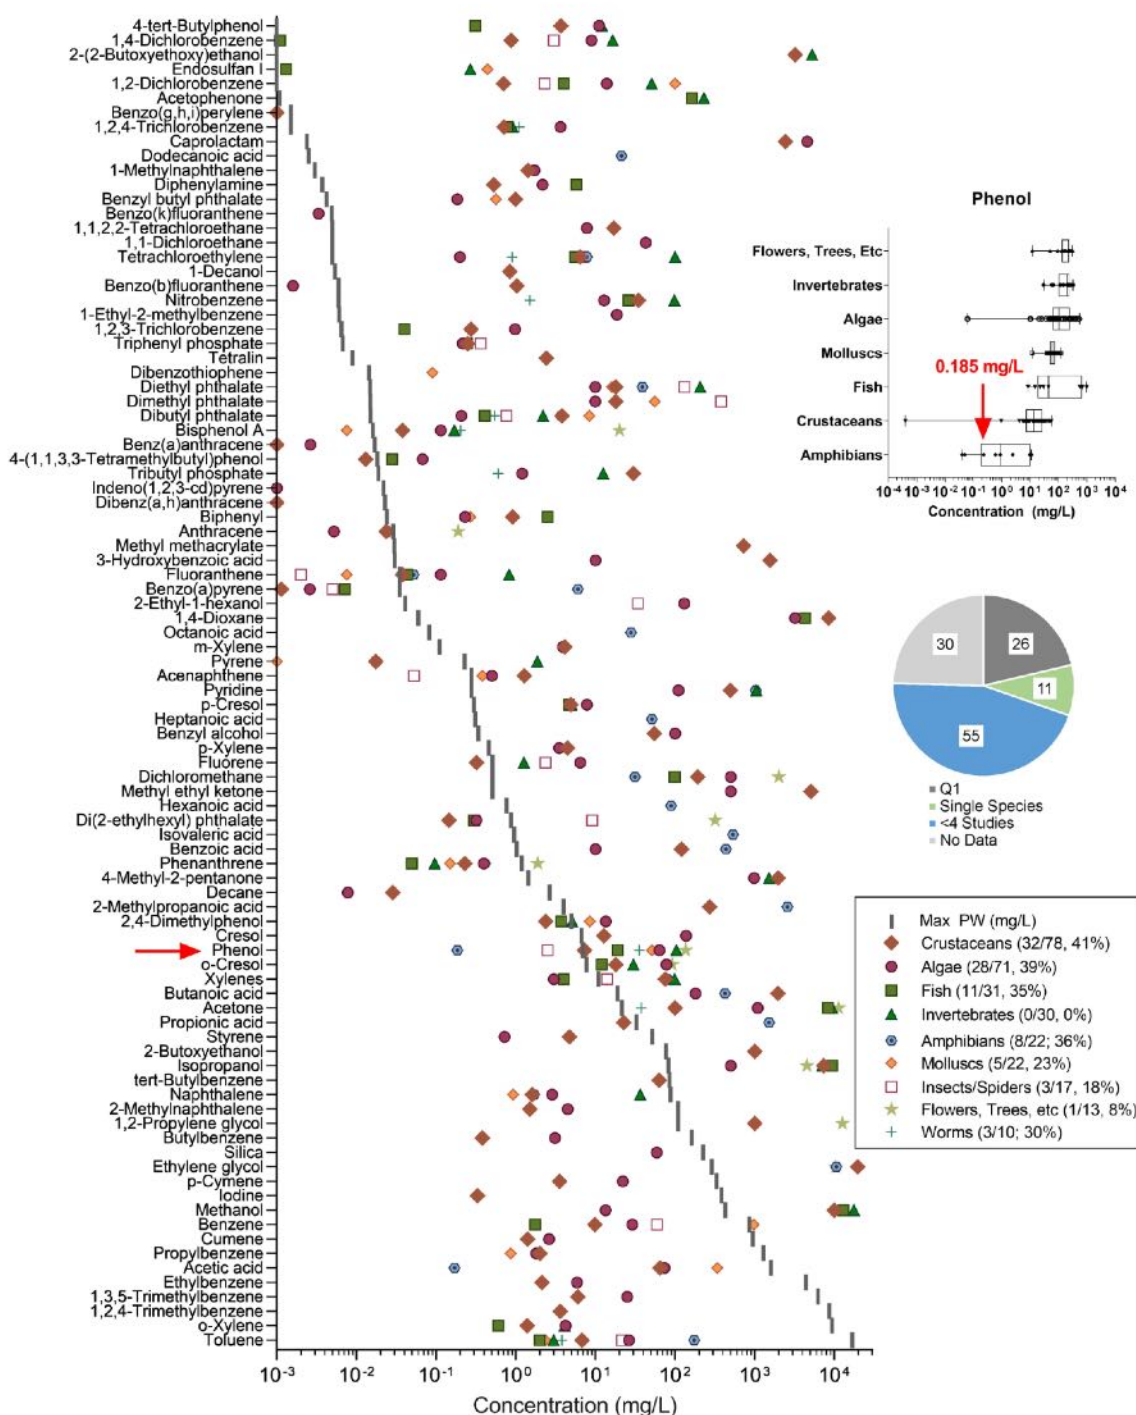 4-tert-Butylphenol
1,4-Dichlorobenzene
2-(2-Butoxyethoxy)ethanol
Endosulfan I
1,2-Dichlorobenzene
Acetophenone
Benzo(g,h,i)perylene
1,2,4-Trichlorobenzene
Caprolactam
Dodecanoic acid
1-Methylnaphthalene
Diphenylamine
Benzyl butyl phthalate
Benzo(k)fluoranthene
1,1,2,2-Tetrachloroethane
1,1-Dichloroethane
Tetrachloroethylene
1-Decanol
Benzo(b)fluoranthene
Nitrobenzene
1-Ethyl-2-methylbenzene
1,2,3-Trichlorobenzene
Triphenyl phosphate
Tetralin
Dibenzothiophene
Diethyl phthalate
Dimethyl phthalate
Dibutyl phthalate
Bisphenol A
Benz(a)anthracene
4-(1,1,3,3-Tetramethylbutyl)phenol
Tributyl phosphate
Indeno(1,2,3-cd)pyrene
Dibenz(a,h)anthracene
Biphenyl
Anthracene
Methyl methacrylate
3-Hydroxybenzoic acid
Fluoranthene
Benzo(a)pyrene
2-Ethyl-1-hexanol
1,4-Dioxane
Octanoic acid
m-Xylene
Pyrene
Acenaphthene
Pyridine
p-Cresol
Heptanoic acid
Benzyl alcohol
p-Xylene
Fluorene
Dichloromethane
Methyl ethyl ketone
Hexanoic acid
Di(2-ethylhexyl) phthalate
Isovaleric acid
Benzoic acid
Phenanthrene
4-Methyl-2-pentanone
Decane
2-Methylpropanoic acid
2,4-Dimethylphenol
Cresol
Phenol
o-Cresol
Xylenes
Butanoic acid
Acetone
Propionic acid
Styrene
2-Butoxyethanol
Isopropanol
tert-Butylbenzene
Naphthalene
2-Methylnaphthalene
1,2-Propylene glycol
Butylbenzene
Silica
Ethylene glycol
p-Cymene
Iodine
Methanol
Benzene
Cumene
Propylbenzene
Acetic acid
Ethylbenzene
1,3,5-Trimethylbenzene
1,2,4-Trimethylbenzene
o-Xylene
Toluene
10⁻³ 10⁻² 10⁻¹ 10⁰ 10¹ 10² 10³ 10⁴
Concentration (mg/L)
Phenol
Flowers, Trees, Etc
Invertebrates
Algae
Molluscs
0.185 mg/L
Fish
Crustaceans
Amphibians
10⁻⁴ 10⁻³ 10⁻² 10⁻¹ 10⁰ 10¹ 10² 10³ 10⁴
Concentration (mg/L)
30
26
11
55
Q1
Single Species
<4 Studies
No Data
Max PW (mg/L)
Crustaceans (32/78, 41%)
Algae (28/71, 39%)
Fish (11/31, 35%)
Invertebrates (0/30, 0%)
Amphibians (8/22; 36%)
Molluscs (5/22, 23%)
Insects/Spiders (3/17, 18%)
Flowers, Trees, etc (1/13, 8%)
Worms (3/10; 30%)